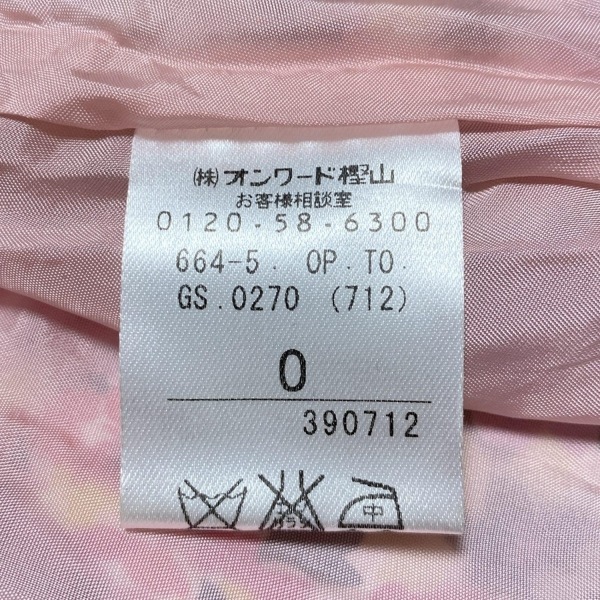 (株)オンワード樫山
お客様相談室
0120-58-6300
664-5. OP.TO.
GS.0270 (712)
0
390712
中